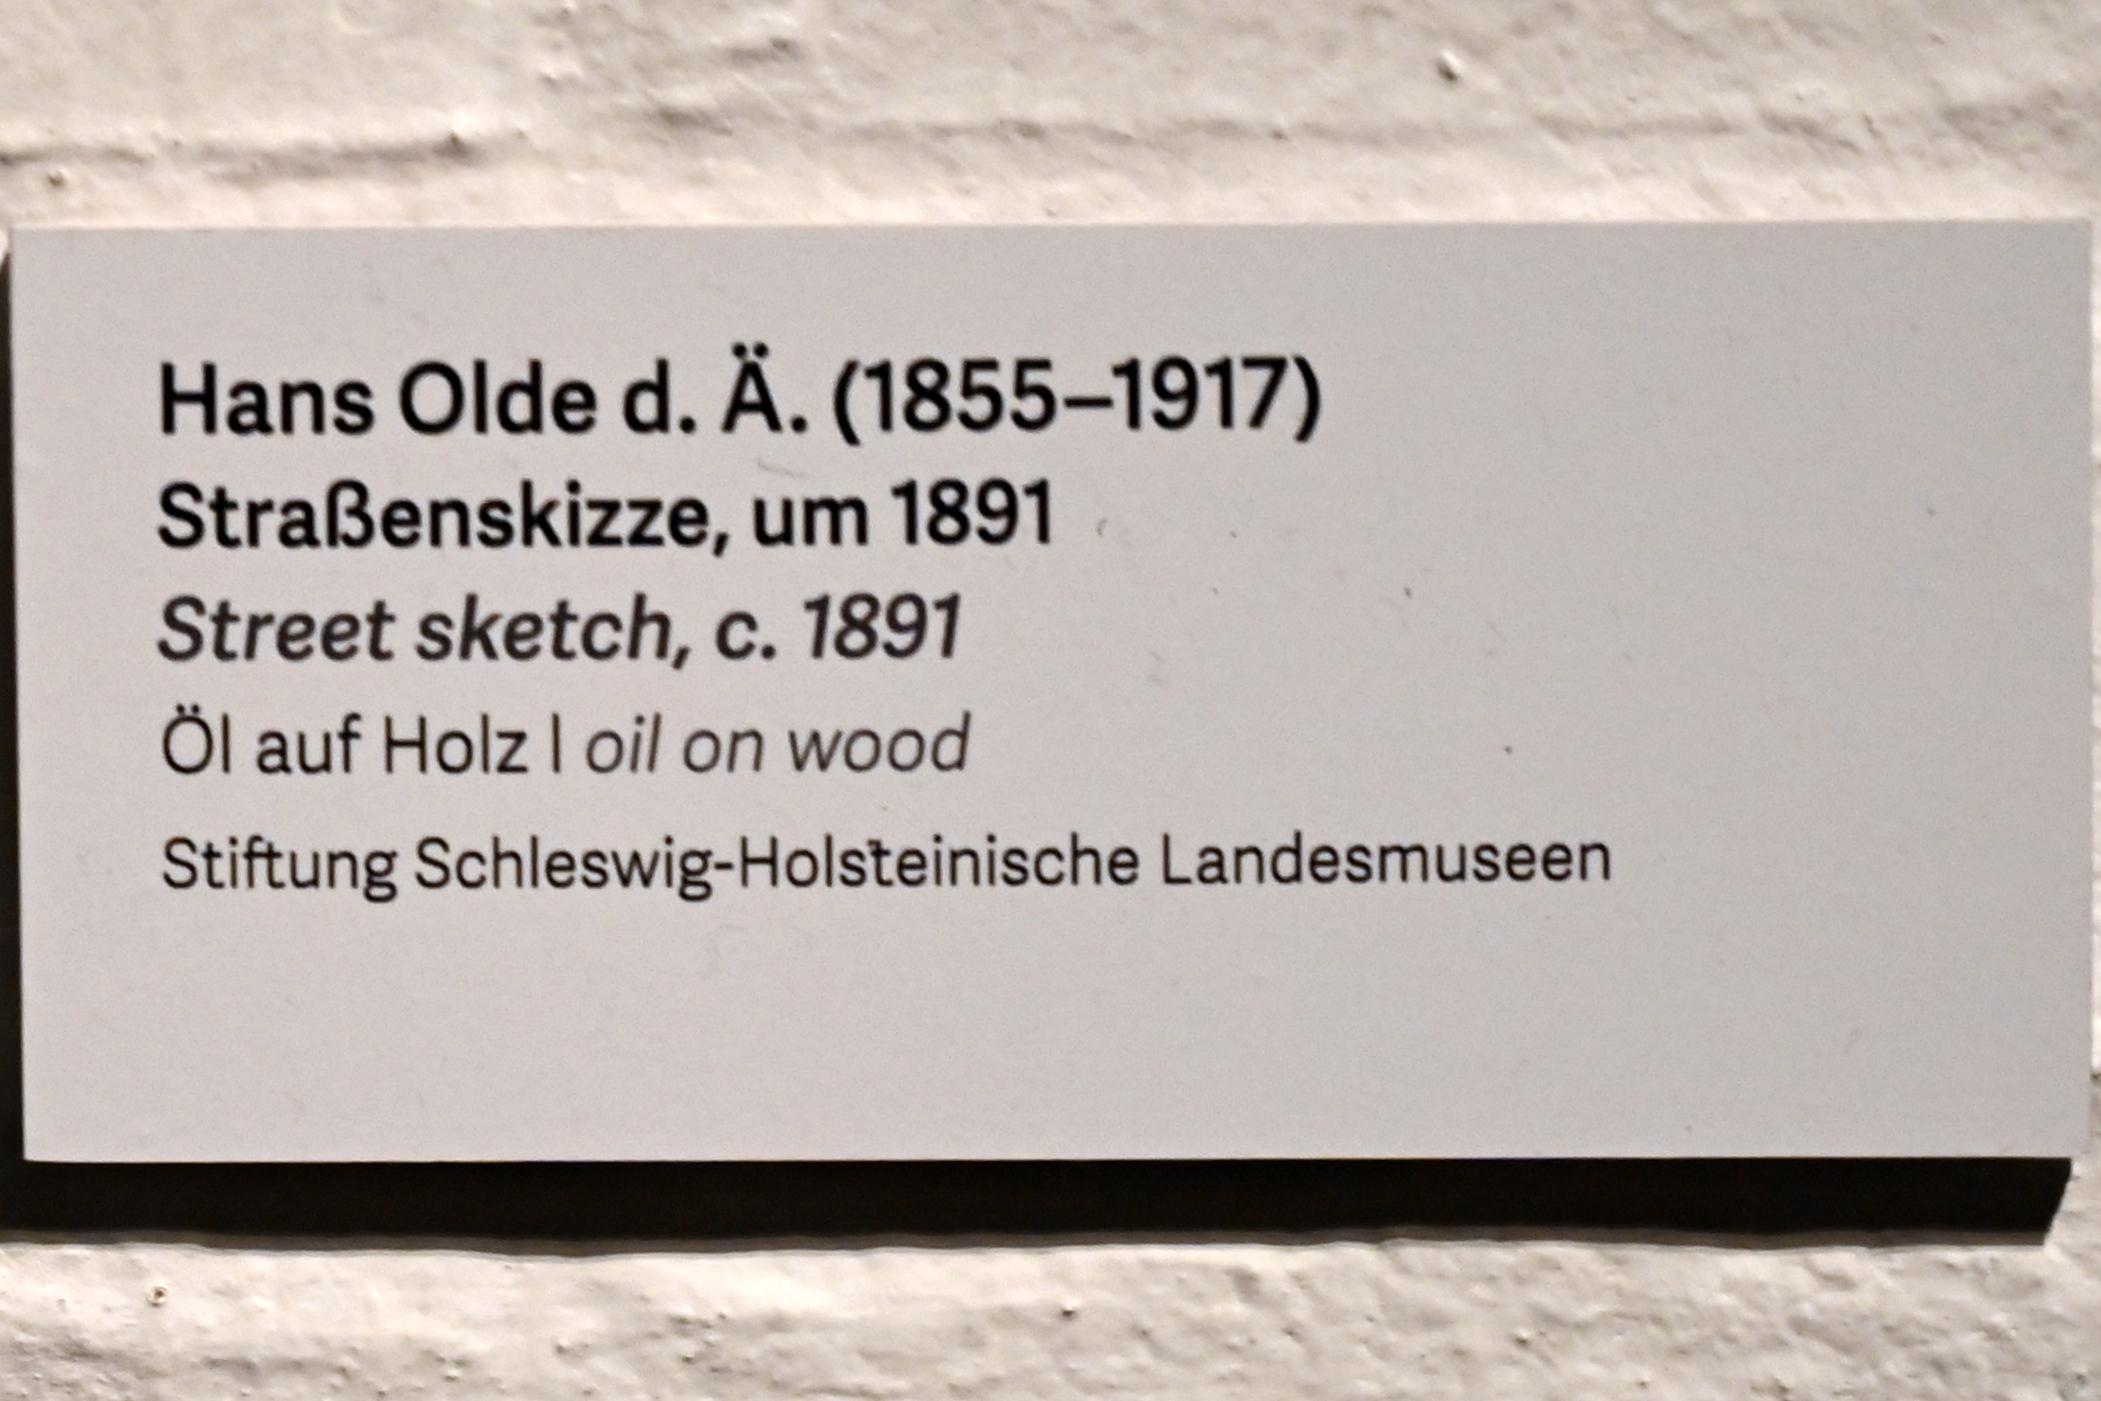 Hans Olde d. Ä. (1855–1917)
Straßenskizze, um 1891
Street sketch, c. 1891
Öl auf Holz | oil on wood
Stiftung Schleswig-Holsteinische Landesmuseen